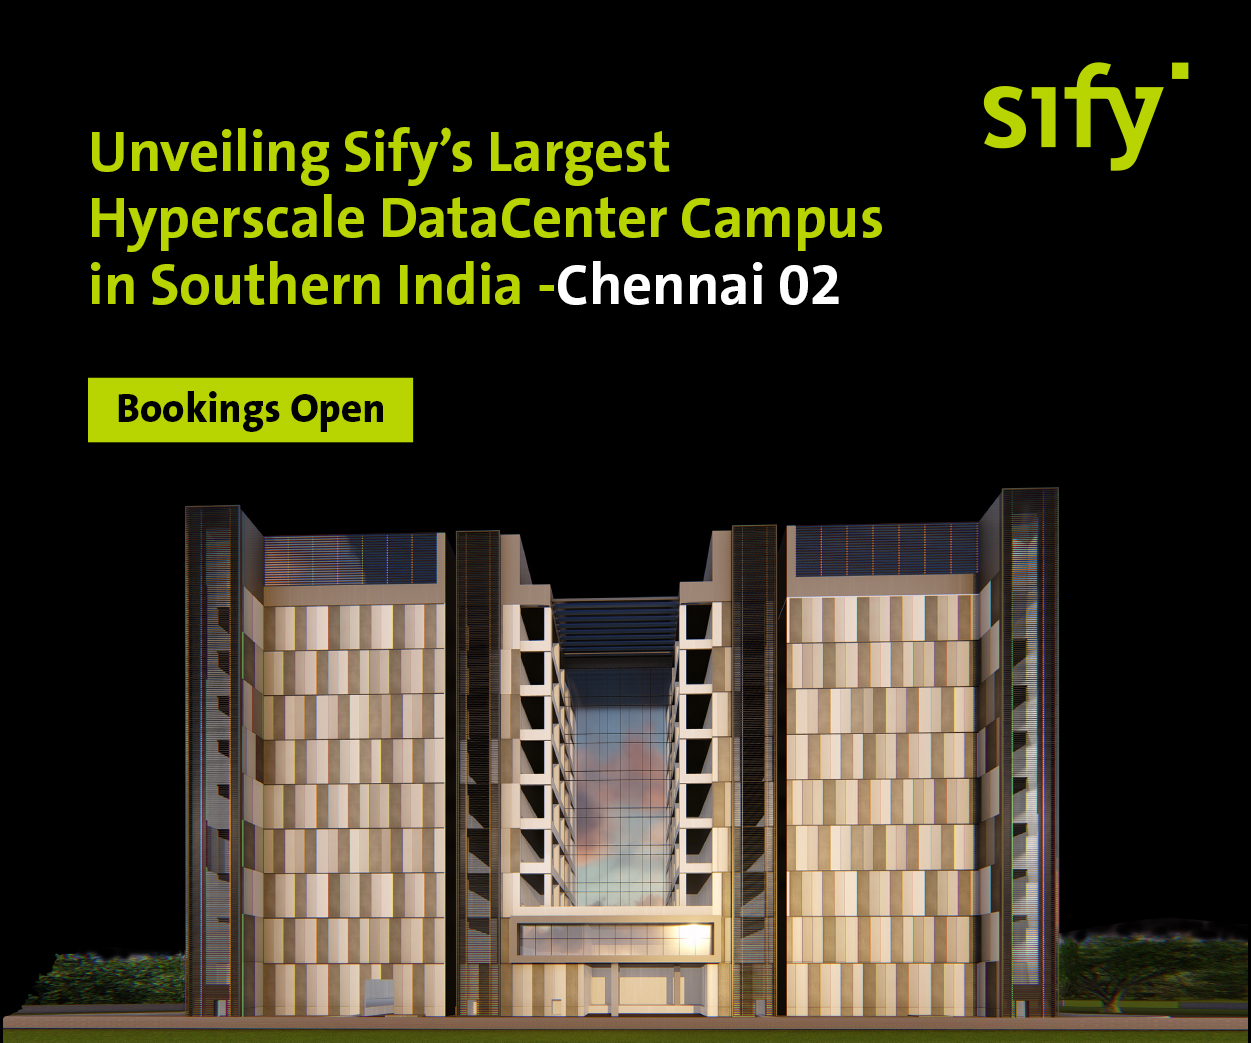 sify
Unveiling Sify’s Largest
Hyperscale DataCenter Campus
in Southern India -Chennai 02
Bookings Open